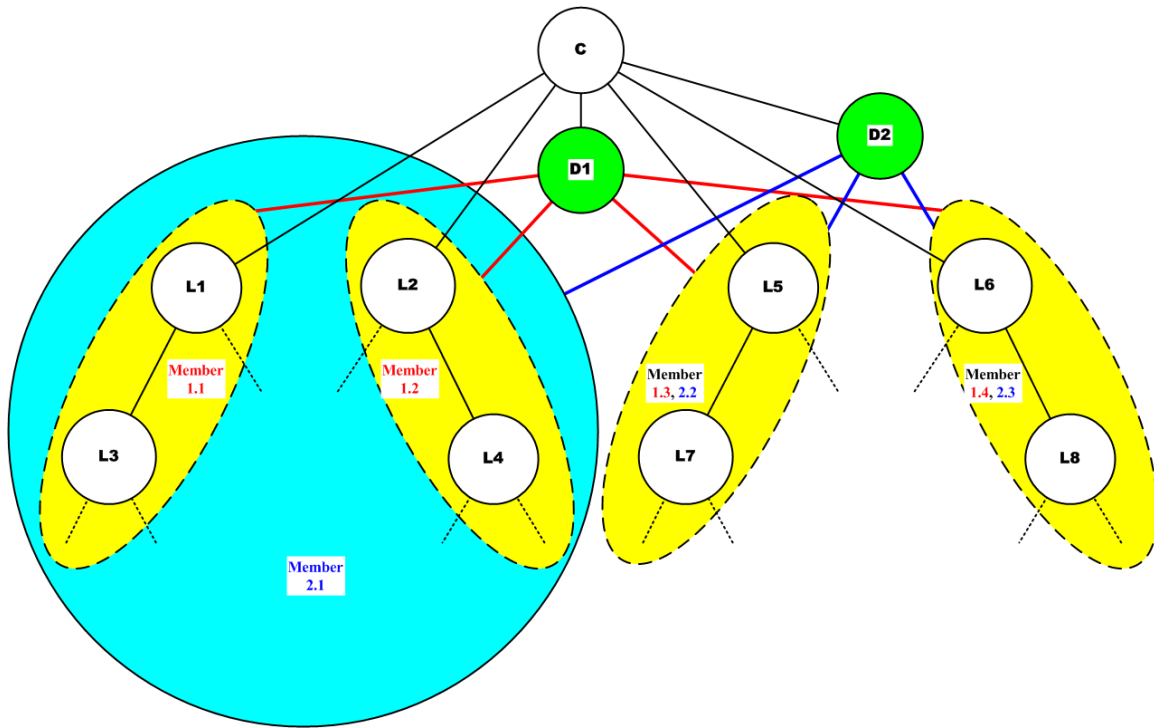 C
D2
D1
L1
L2
L5
L6
Member
1.1
Member
1.2
Member
1.3, 2.2
Member
1.4, 2.3
L3
L4
L7
L8
Member
2.1